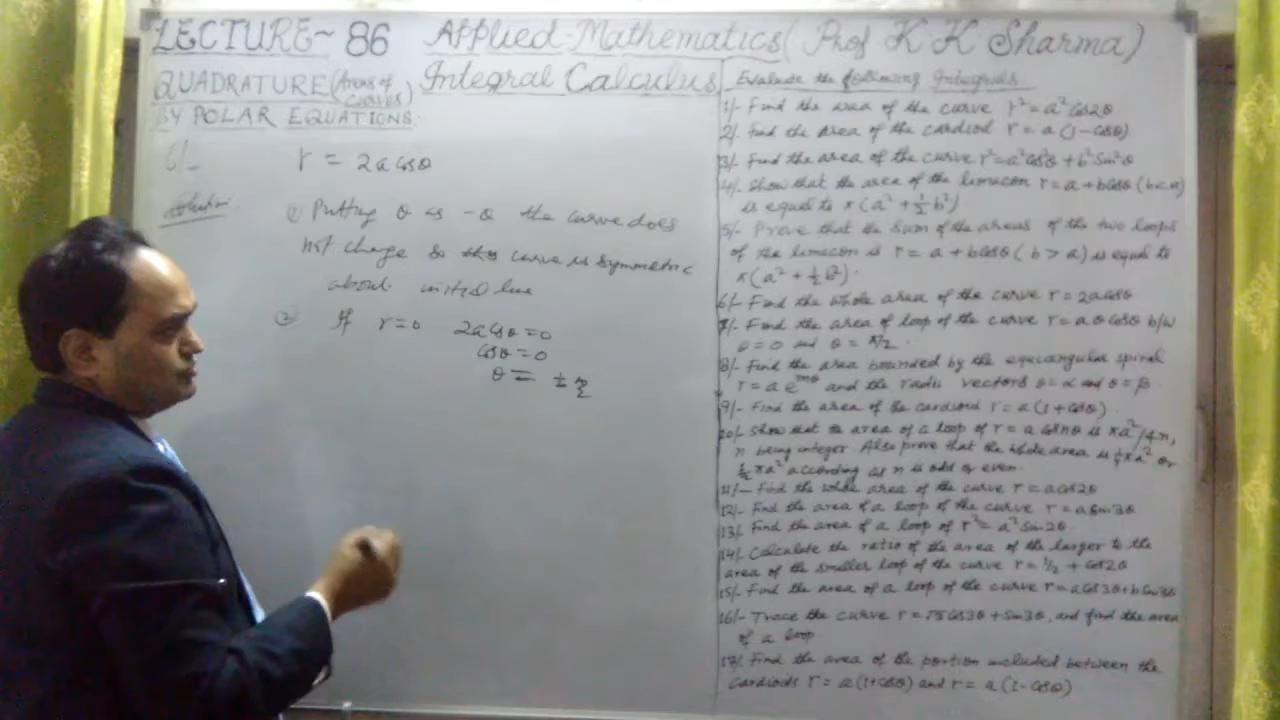 LECTURE~ 86 Applied-Mathematics (Prof K.K Sharma)
QUADRATURE (Areas of Curves) Integral Calculus
BY POLAR EQUATIONS.
6/- r = 2a cosθ
Solution
(1) Putting θ as -θ the curve does
not change so this curve is symmetric
about initial line
(2) If r=0 2a cosθ =0
cosθ =0
θ = ± π/2
Evaluate the following Integrals
1/- Find the area of the curve r² = a² cos2θ
2/- Find the area of the cardiod r = a (1- cosθ)
3/- Find the area of the curve r² = a² cos²θ + b² sin²θ
4/- Show that the area of the limacon r = a + b cosθ (b < a)
is equal to π(a² + ½ b²)
5/- Prove that the sum of the areas of the two loops
of the limacon is r = a + b cosθ (b > a) is equal to
π(a² + ½ b²).
6/- Find the whole area of the curve r = 2a cosθ
7/- Find the area of loop of the curve r = a θ cosθ b/w
θ = 0 and θ = π/2.
8/- Find the area bounded by the equiangular spiral
r = a e^mθ and the radii vectors θ = α and θ = β.
9/- Find the area of the cardioid r = a (1 + cosθ).
10/- Show that the area of a loop of r = a cos nθ is πa²/4n,
n being integer. Also prove that the whole area is ¼ πa² or
½ πa² according as n is odd or even.
11/- Find the whole area of the curve r = a cos2θ
12/- Find the area of a loop of the curve r = a sin3θ
13/- Find the area of a loop of r² = a² sin2θ
14/- Calculate the ratio of the area of the larger to the
area of the smaller loop of the curve r = ½ + cos2θ
15/- Find the area of a loop of the curve r = a cos3θ + b sin3θ
16/- Trace the curve r = √3 cos3θ + sin3θ, and find the area
of a loop
17/- Find the area of the portion included between the
cardiods r = a (1+cosθ) and r = a (1- cosθ)